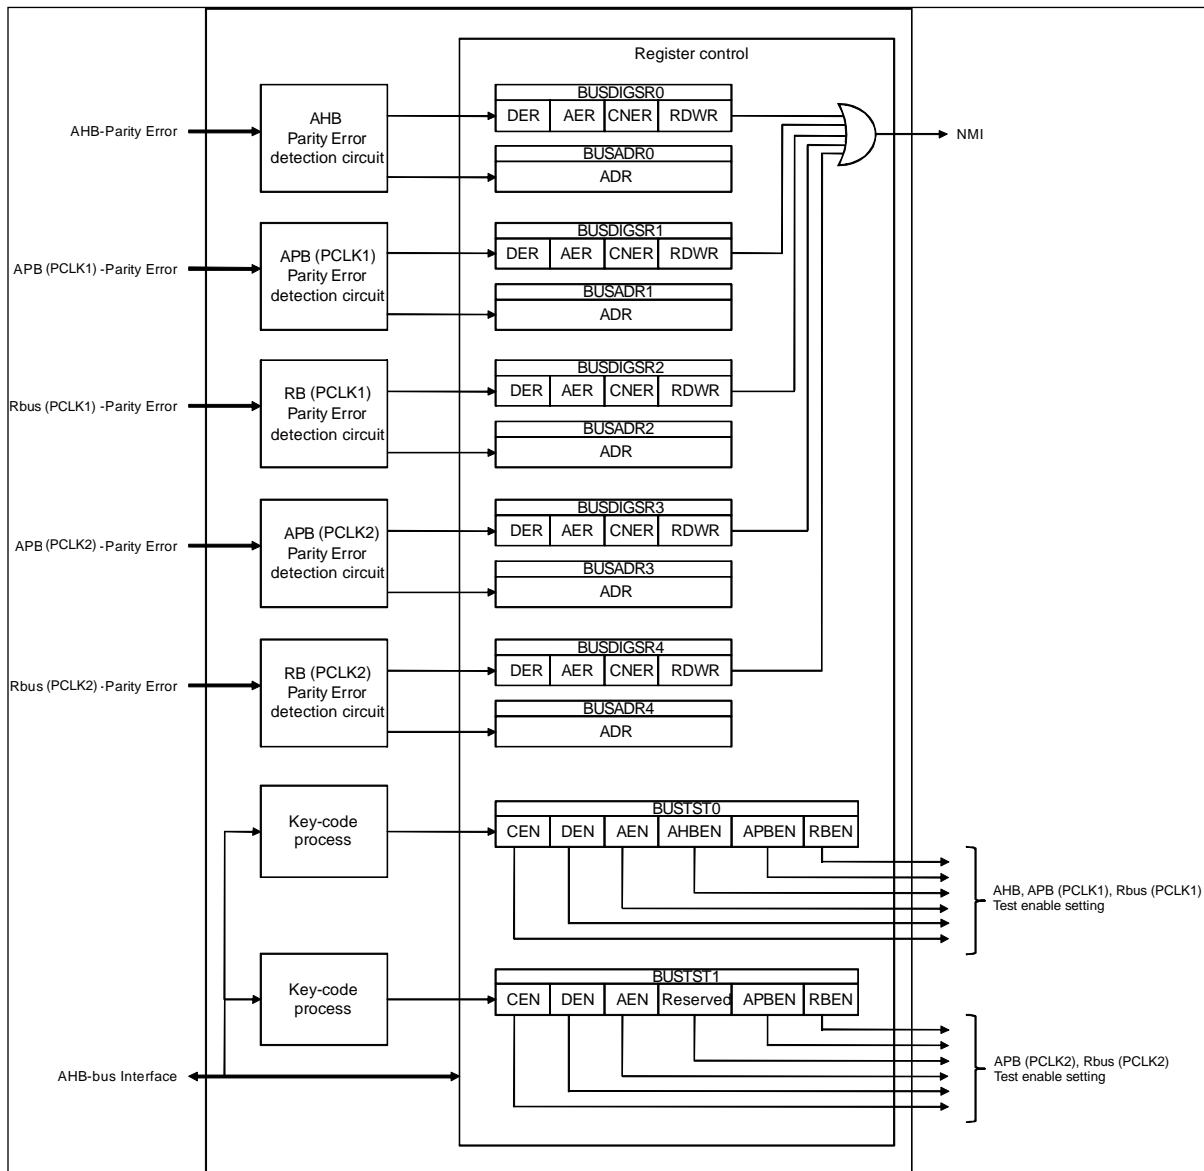 Register control
AHB-Parity Error
AHB
Parity Error
detection circuit
BUSDIGSR0
DER AER CNER RDWR
BUSADR0
ADR
NMI
APB (PCLK1) -Parity Error
APB (PCLK1)
Parity Error
detection circuit
BUSDIGSR1
DER AER CNER RDWR
BUSADR1
ADR
Rbus (PCLK1) -Parity Error
RB (PCLK1)
Parity Error
detection circuit
BUSDIGSR2
DER AER CNER RDWR
BUSADR2
ADR
APB (PCLK2) -Parity Error
APB (PCLK2)
Parity Error
detection circuit
BUSDIGSR3
DER AER CNER RDWR
BUSADR3
ADR
Rbus (PCLK2) -Parity Error
RB (PCLK2)
Parity Error
detection circuit
BUSDIGSR4
DER AER CNER RDWR
BUSADR4
ADR
Key-code
process
BUSTST0
CEN DEN AEN AHBEN APBEN RBEN
AHB, APB (PCLK1), Rbus (PCLK1)
Test enable setting
Key-code
process
BUSTST1
CEN DEN AEN Reserved APBEN RBEN
APB (PCLK2), Rbus (PCLK2)
Test enable setting
AHB-bus Interface